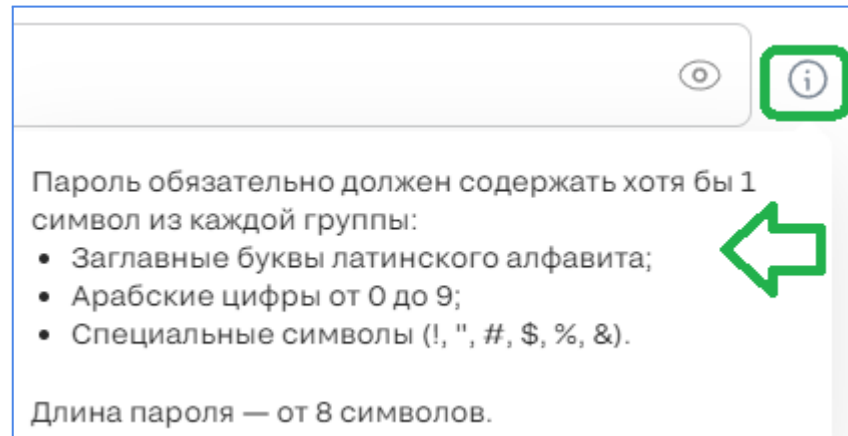 Пароль обязательно должен содержать хотя бы 1
символ из каждой группы:
• Заглавные буквы латинского алфавита;
• Арабские цифры от 0 до 9;
• Специальные символы (!, ", #, $, %, &).
Длина пароля — от 8 символов.